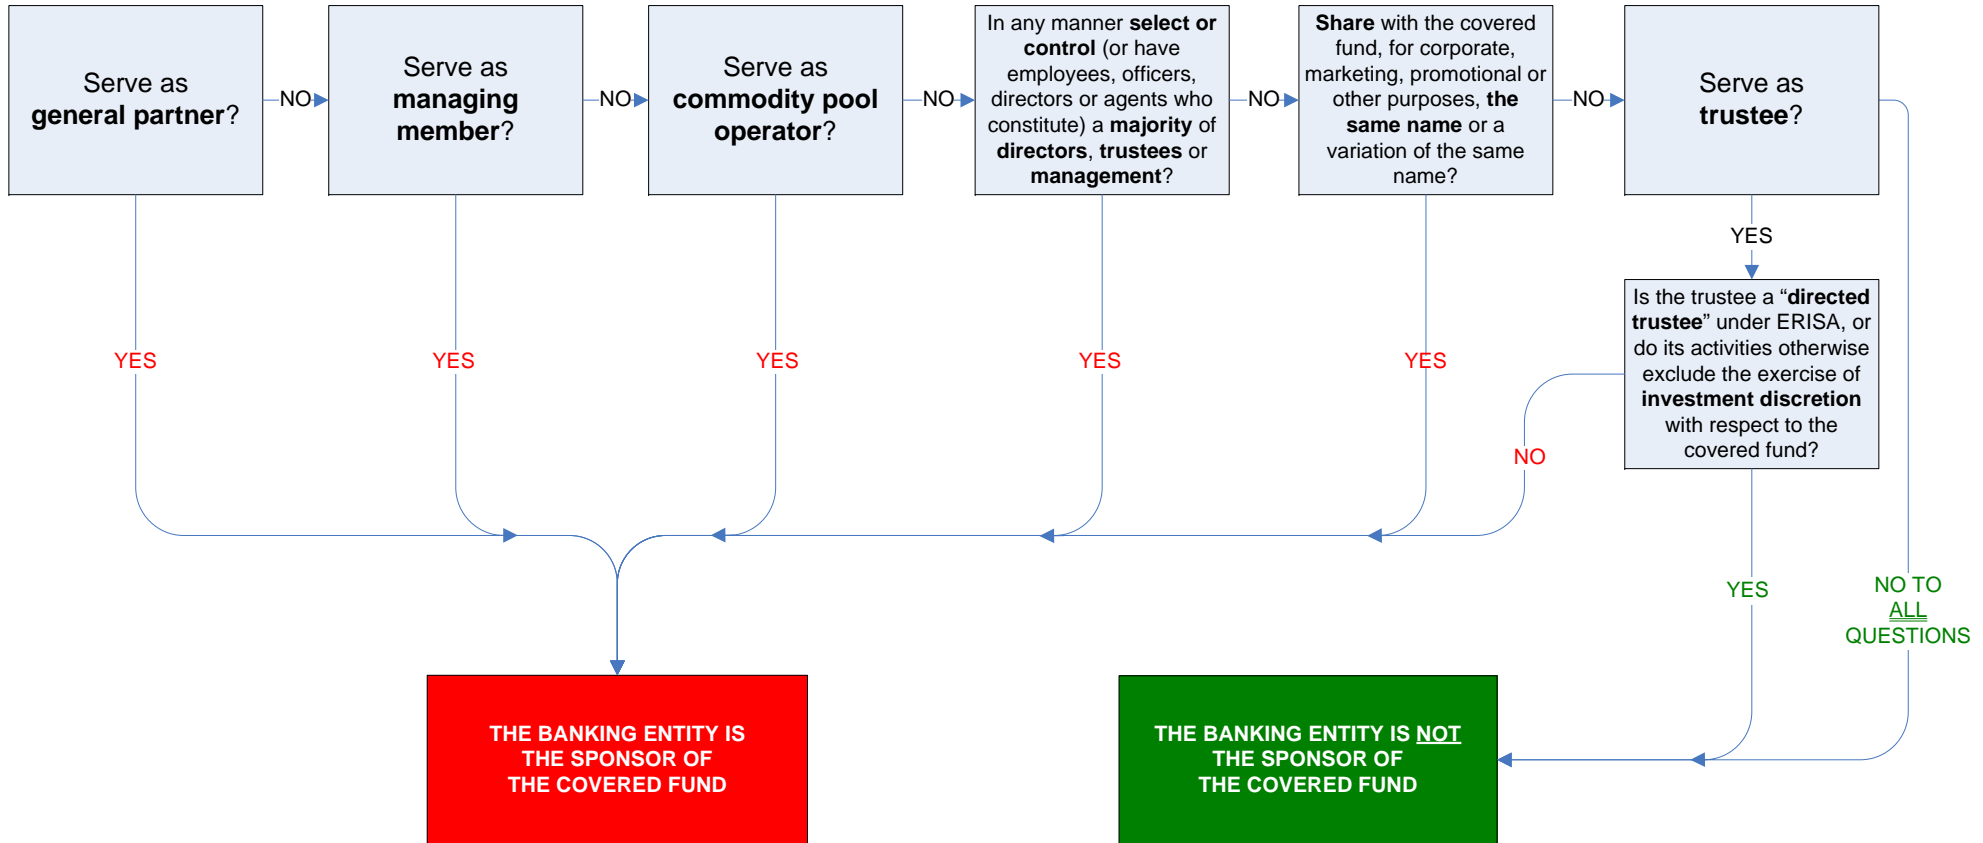 Serve as
general partner?
NO
Serve as
managing
member?
NO
Serve as
commodity pool
operator?
NO
In any manner select or
control (or have
employees, officers,
directors or agents who
constitute) a majority of
directors, trustees or
management?
NO
Share with the covered
fund, for corporate,
marketing, promotional or
other purposes, the
same name or a
variation of the same
name?
NO
Serve as
trustee?
YES
Is the trustee a “directed
trustee” under ERISA, or
do its activities otherwise
exclude the exercise of
investment discretion
with respect to the
covered fund?
YES
YES
YES
YES
YES
NO
YES
NO TO
ALL
QUESTIONS
THE BANKING ENTITY IS
THE SPONSOR OF
THE COVERED FUND
THE BANKING ENTITY IS NOT
THE SPONSOR OF
THE COVERED FUND